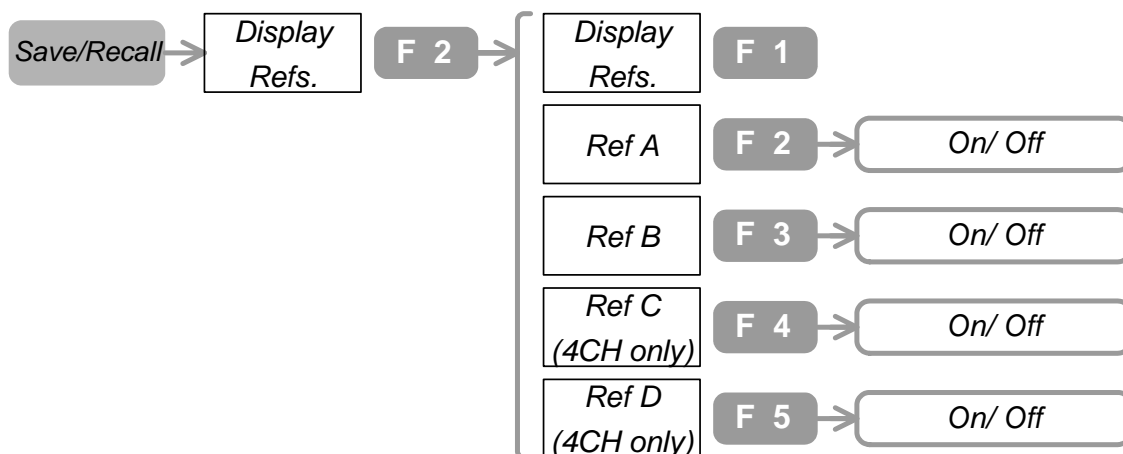 Save/Recall
Display
Refs.
F 2
Display
Refs.
F 1
Ref A
F 2
On/ Off
Ref B
F 3
On/ Off
Ref C
(4CH only)
F 4
On/ Off
Ref D
(4CH only)
F 5
On/ Off